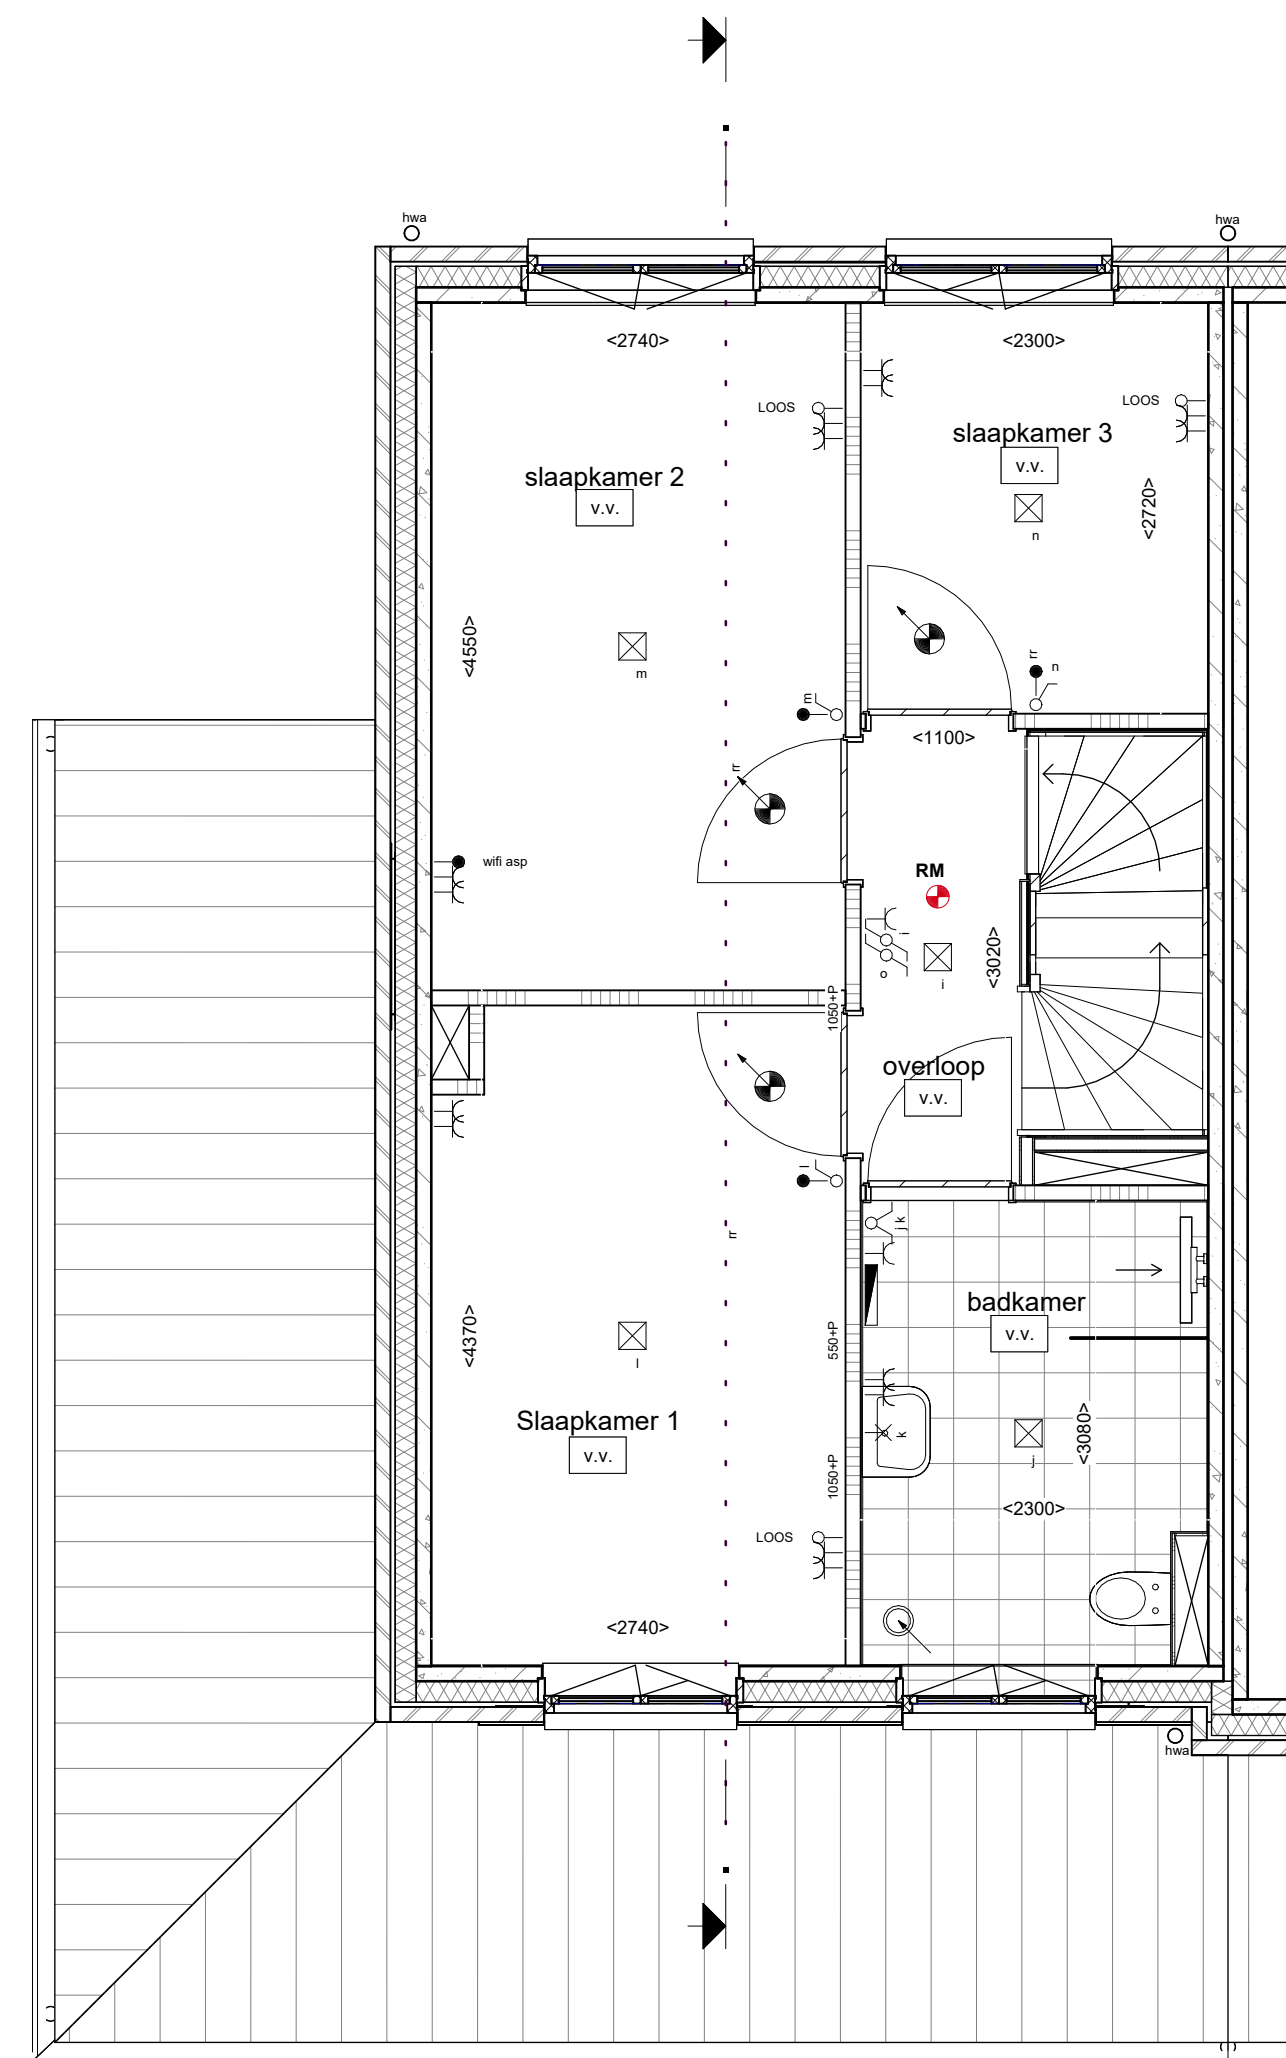 hwa
hwa
<2740>
<2300>
LOOS
LOOS
slaapkamer 3
v.v.
slaapkamer 2
v.v.
<2720>
n
<4550>
rr
n
m
m
<1100>
rr
wifi asp
RM
i
o
i
<3020>
1050+P
overloop
v.v.
l
j k
rr
badkamer
v.v.
<4370>
550+P
l
Slaapkamer 1
v.v.
k
j
<3080>
1050+P
<2300>
LOOS
<2740>
hwa